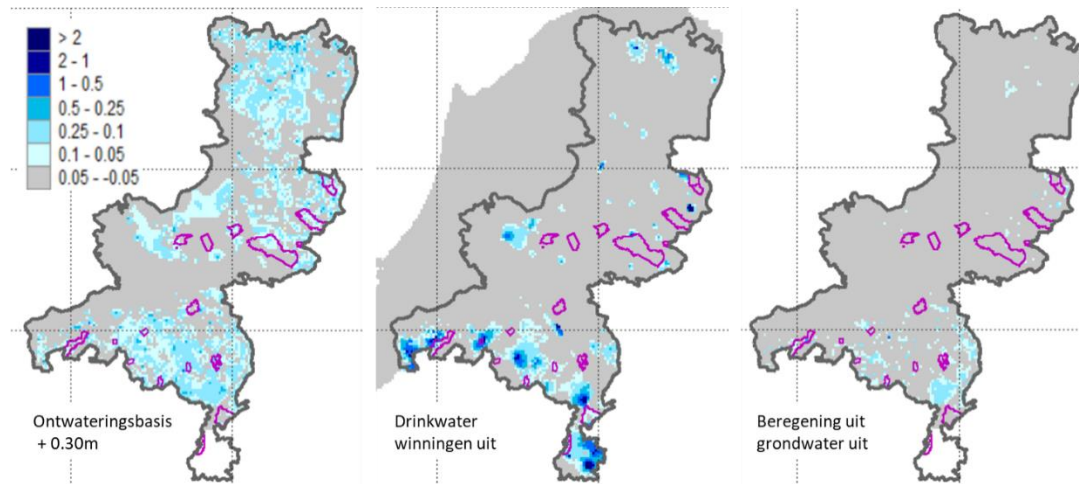 > 2
2 - 1
1 - 0.5
0.5 - 0.25
0.25 - 0.1
0.1 - 0.05
0.05 - -0.05
Ontwateringsbasis
+ 0.30m
Drinkwater
winningen uit
Beregening uit
grondwater uit